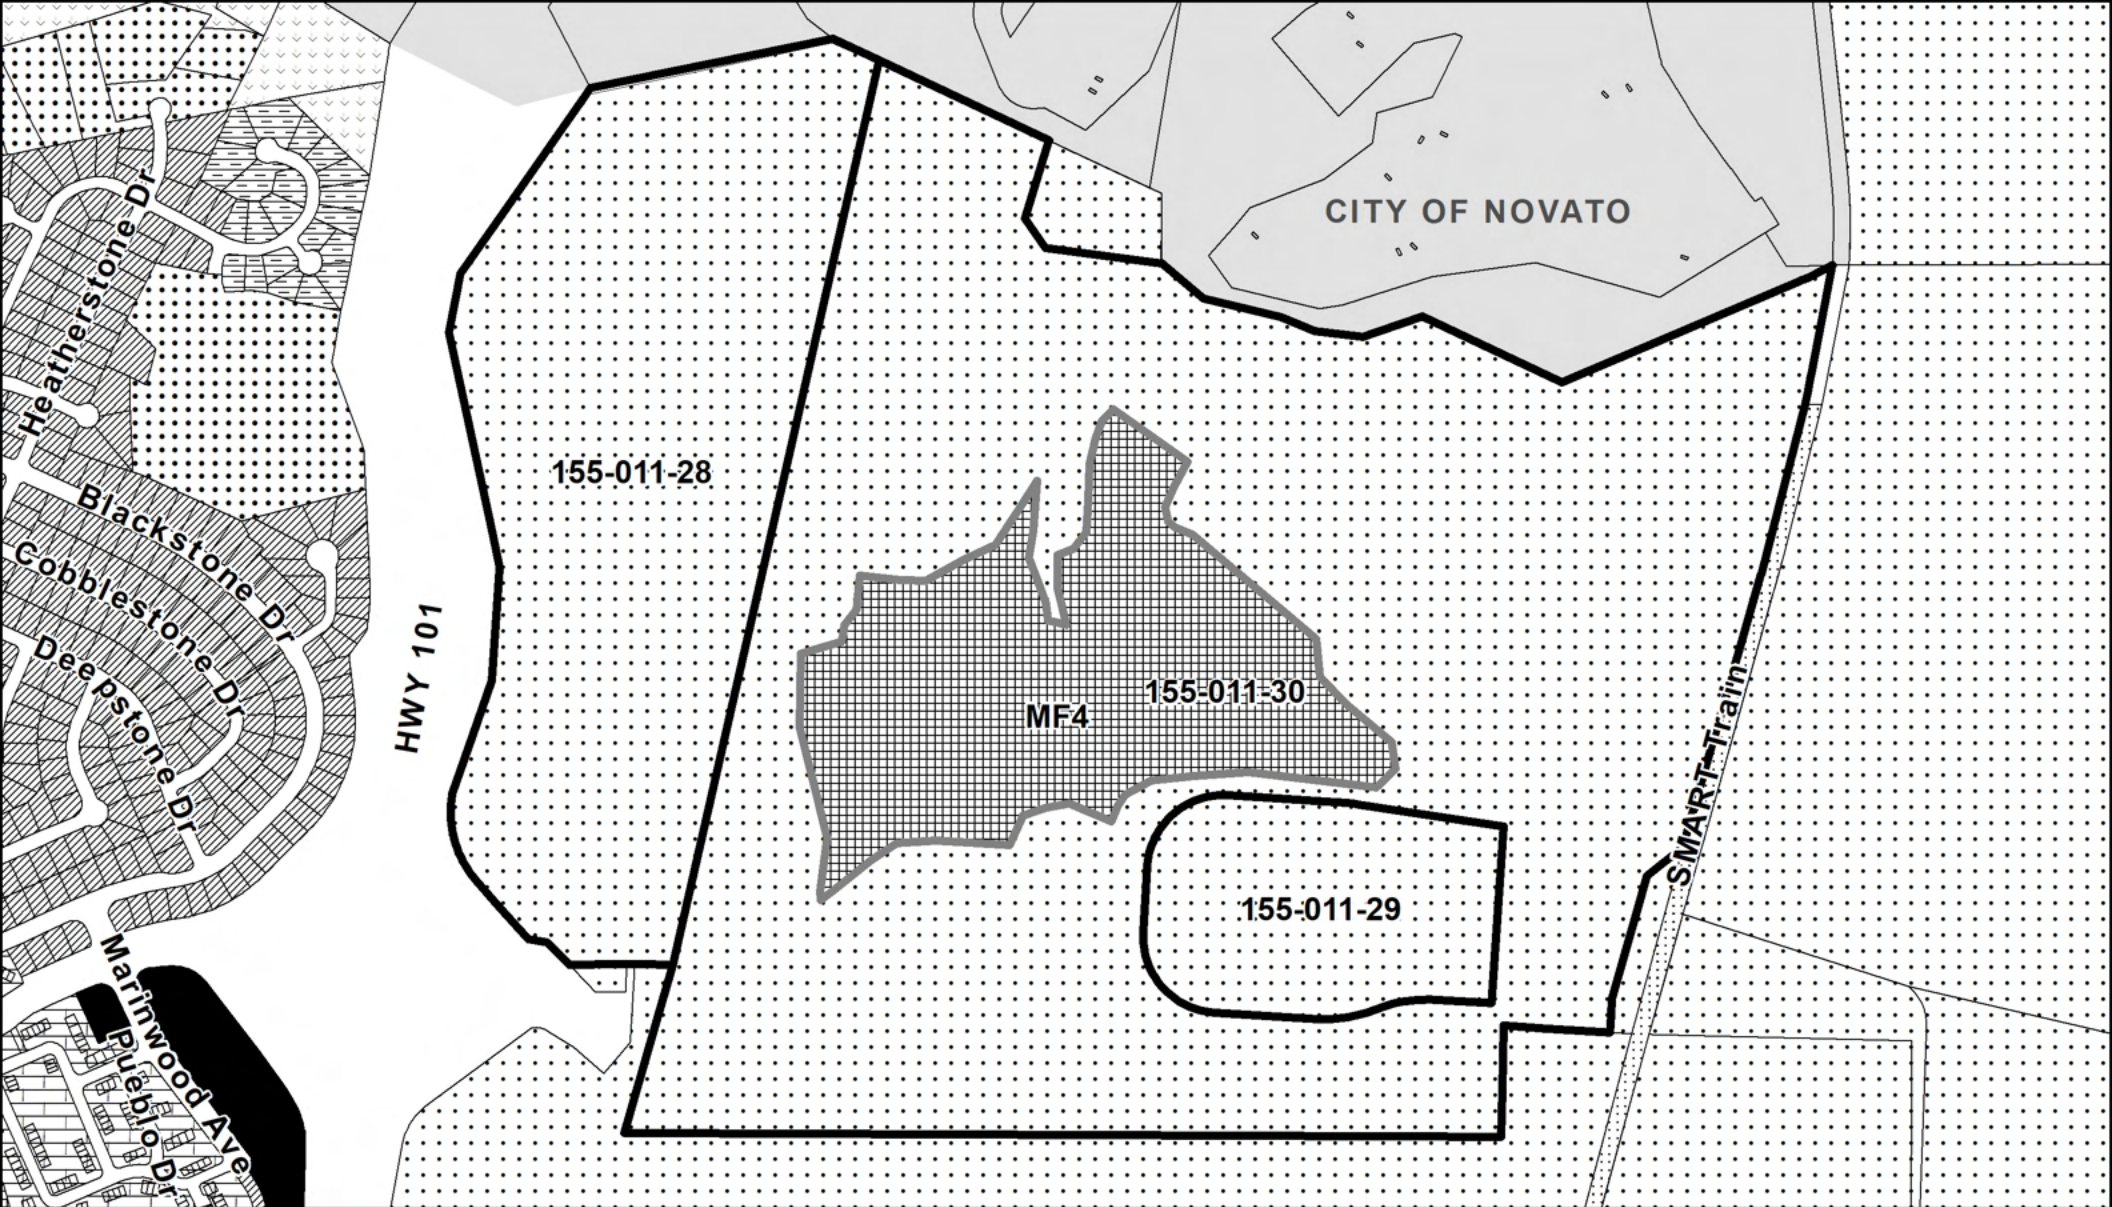 CITY OF NOVATO
Heatherstone Dr
155-011-28
Blackstone Dr
Cobblestone Dr
Deepstone Dr
HWY 101
155-011-30
MF4
SMART Train
155-011-29
Marinwood Ave
Pueblo Dr